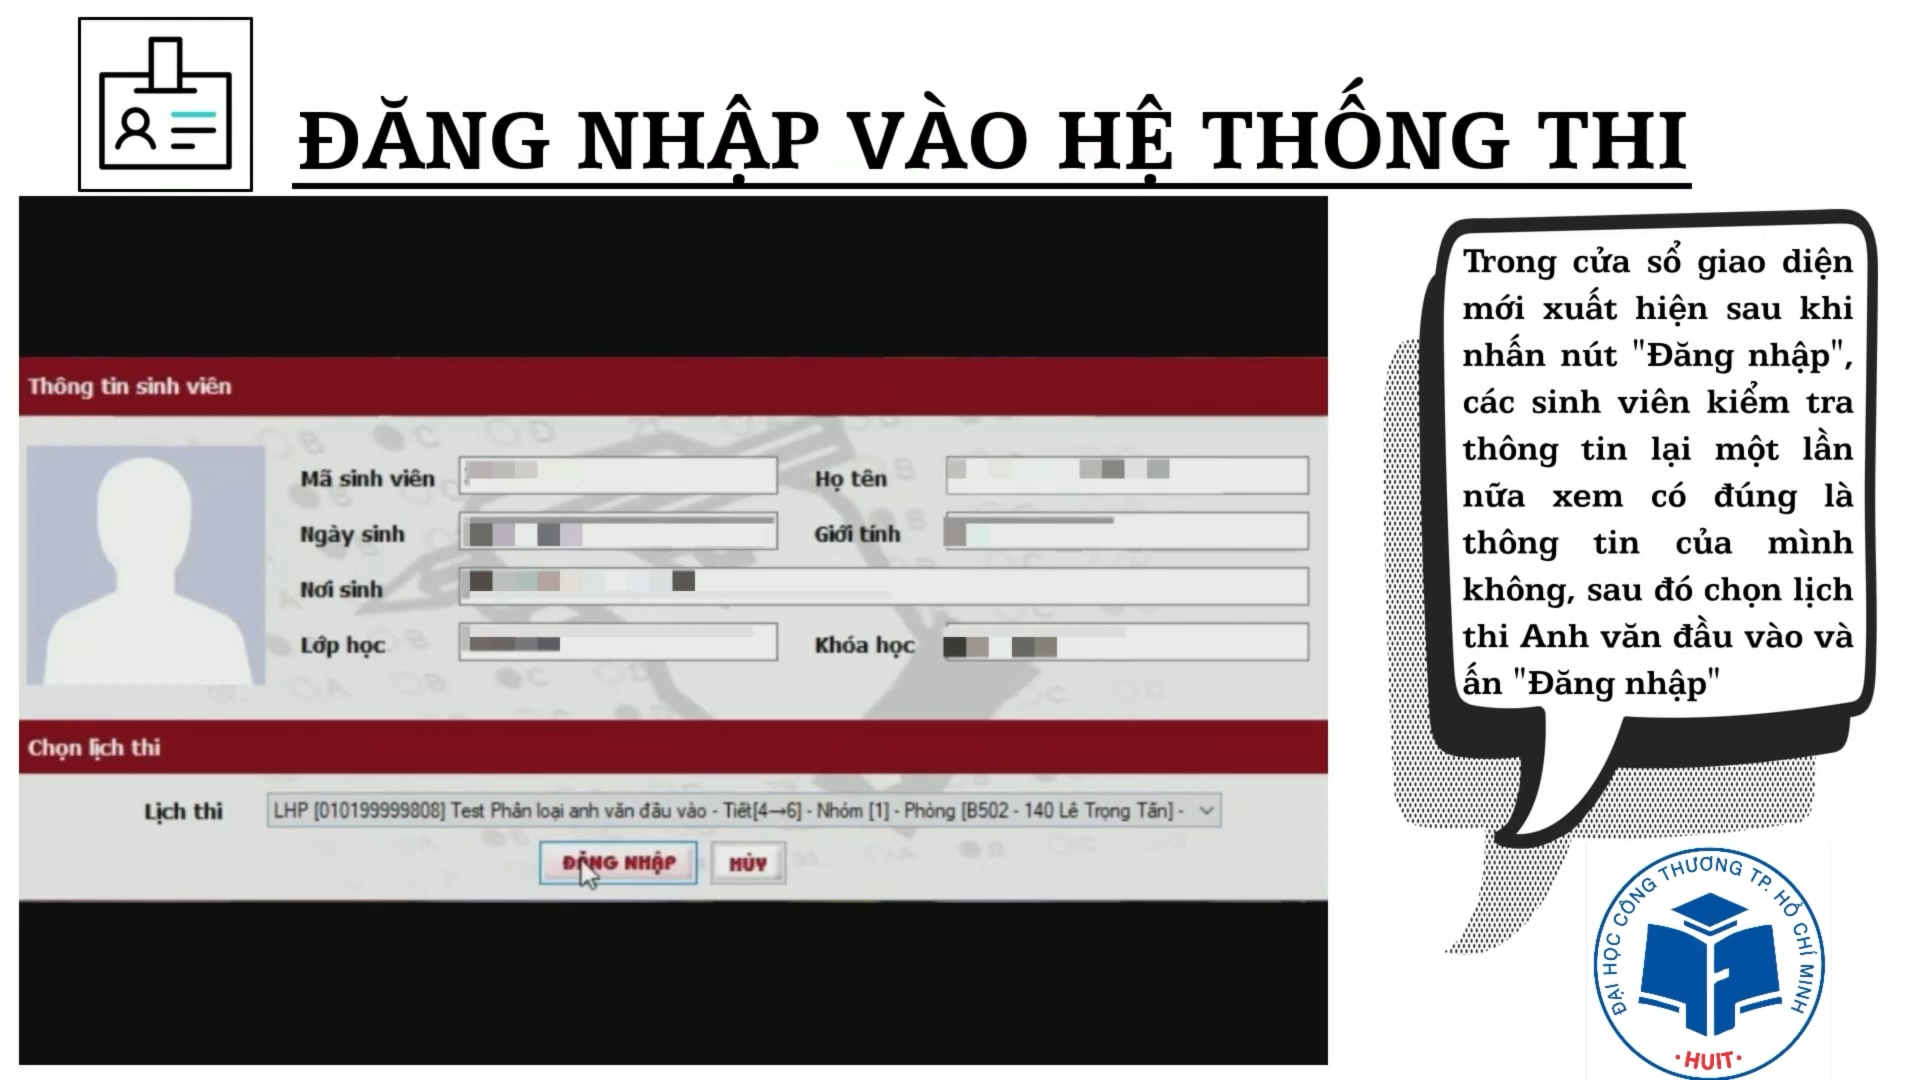 ĐĂNG NHẬP VÀO HỆ THỐNG THI
Thông tin sinh viên
Mã sinh viên
Họ tên
Ngày sinh
Giới tính
Nơi sinh
Lớp học
Khóa học
Chọn lịch thi
Lịch thi
LHP [010199999808] Test Phân loại anh văn đầu vào - Tiết[4→6] - Nhóm [1] - Phòng [B502 - 140 Lê Trọng Tấn] -
ĐĂNG NHẬP
HỦY
Trong cửa sổ giao diện
mới xuất hiện sau khi
nhấn nút "Đăng nhập",
các sinh viên kiểm tra
thông tin lại một lần
nữa xem có đúng là
thông tin của mình
không, sau đó chọn lịch
thi Anh văn đầu vào và
ấn "Đăng nhập"
ĐẠI HỌC CÔNG THƯƠNG TP. HỒ CHÍ MINH
HUIT